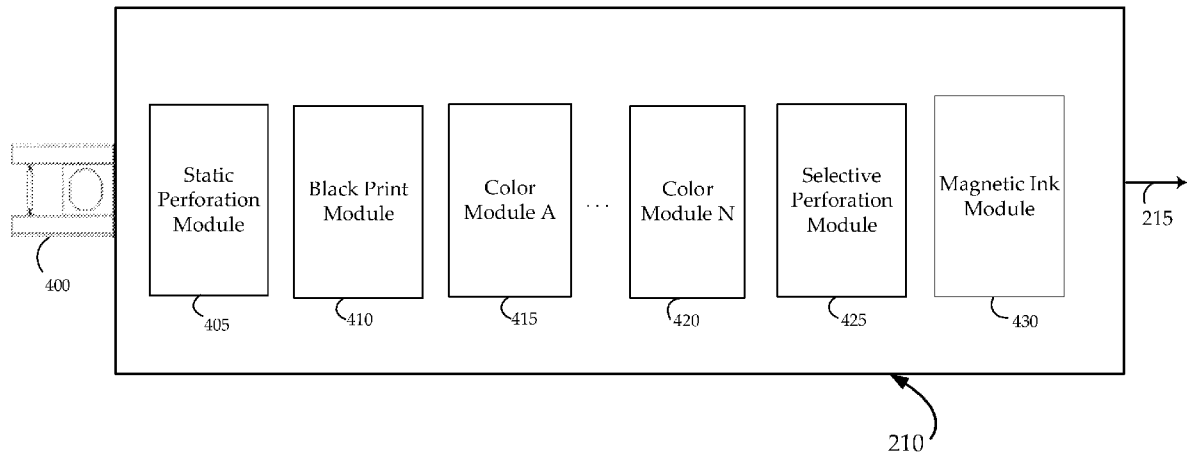 Static
Perforation
Module
Black Print
Module
Color
Module A
. . .
Color
Module N
Selective
Perforation
Module
Magnetic Ink
Module
400
405
410
415
420
425
430
215
210